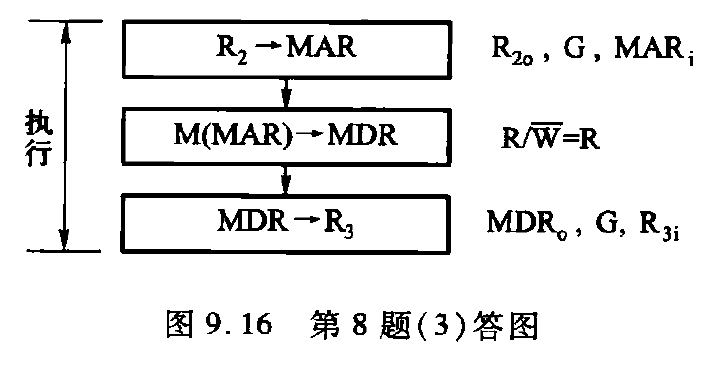 R₂→MAR R₂ₒ, G, MARᵢ
执行
M(MAR)→MDR R/W̅=R
MDR→R₃ MDRₒ, G, R₃ᵢ
图 9.16 第 8 题(3)答图